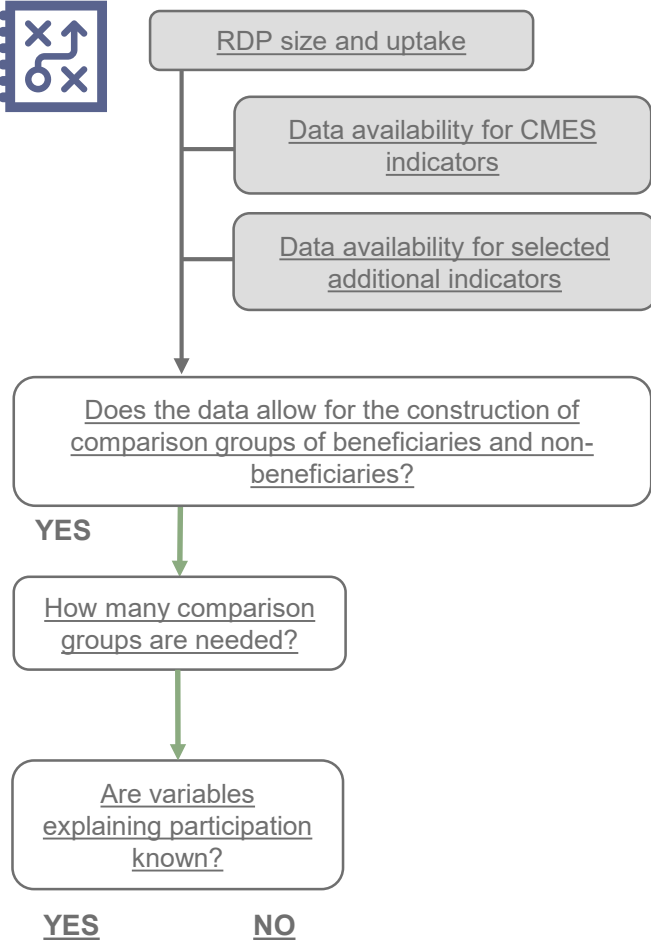 RDP size and uptake
Data availability for CMES
indicators
Data availability for selected
additional indicators
Does the data allow for the construction of
comparison groups of beneficiaries and non-
beneficiaries?
YES
How many comparison
groups are needed?
Are variables
explaining participation
known?
YES NO